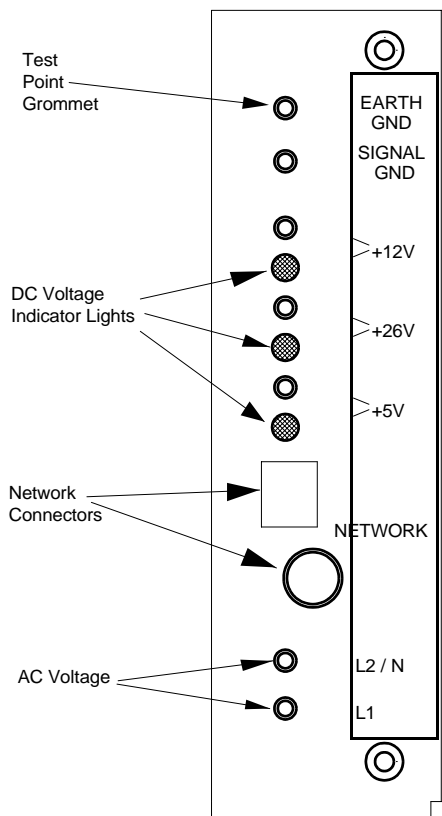 Test
Point
Grommet
EARTH
GND
SIGNAL
GND
+12V
DC Voltage
Indicator Lights
+26V
+5V
Network
Connectors
NETWORK
AC Voltage
L2 / N
L1